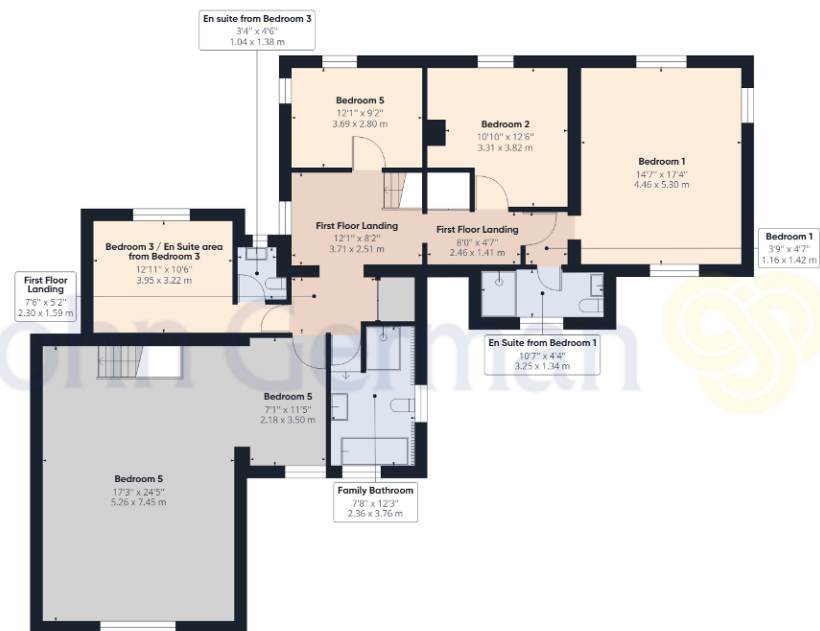 En suite from Bedroom 3
3'4" x 4'6"
1.04 x 1.38 m
Bedroom 5
12'1" x 9'2"
3.69 x 2.80 m
Bedroom 2
10'10" x 12'6"
3.31 x 3.82 m
Bedroom 1
14'7" x 17'4"
4.46 x 5.30 m
Bedroom 3 / En Suite area
from Bedroom 3
12'11" x 10'6"
3.95 x 3.22 m
First Floor Landing
12'1" x 8'2"
3.71 x 2.51 m
First Floor Landing
8'0" x 4'7"
2.46 x 1.41 m
Bedroom 1
3'9" x 4'7"
1.16 x 1.42 m
First Floor
Landing
7'6" x 5'2"
2.30 x 1.59 m
En Suite from Bedroom 1
10'7" x 4'4"
3.25 x 1.34 m
John German
Bedroom 5
7'1" x 11'5"
2.18 x 3.50 m
Bedroom 5
17'3" x 24'5"
5.26 x 7.45 m
Family Bathroom
7'8" x 12'3"
2.36 x 3.76 m